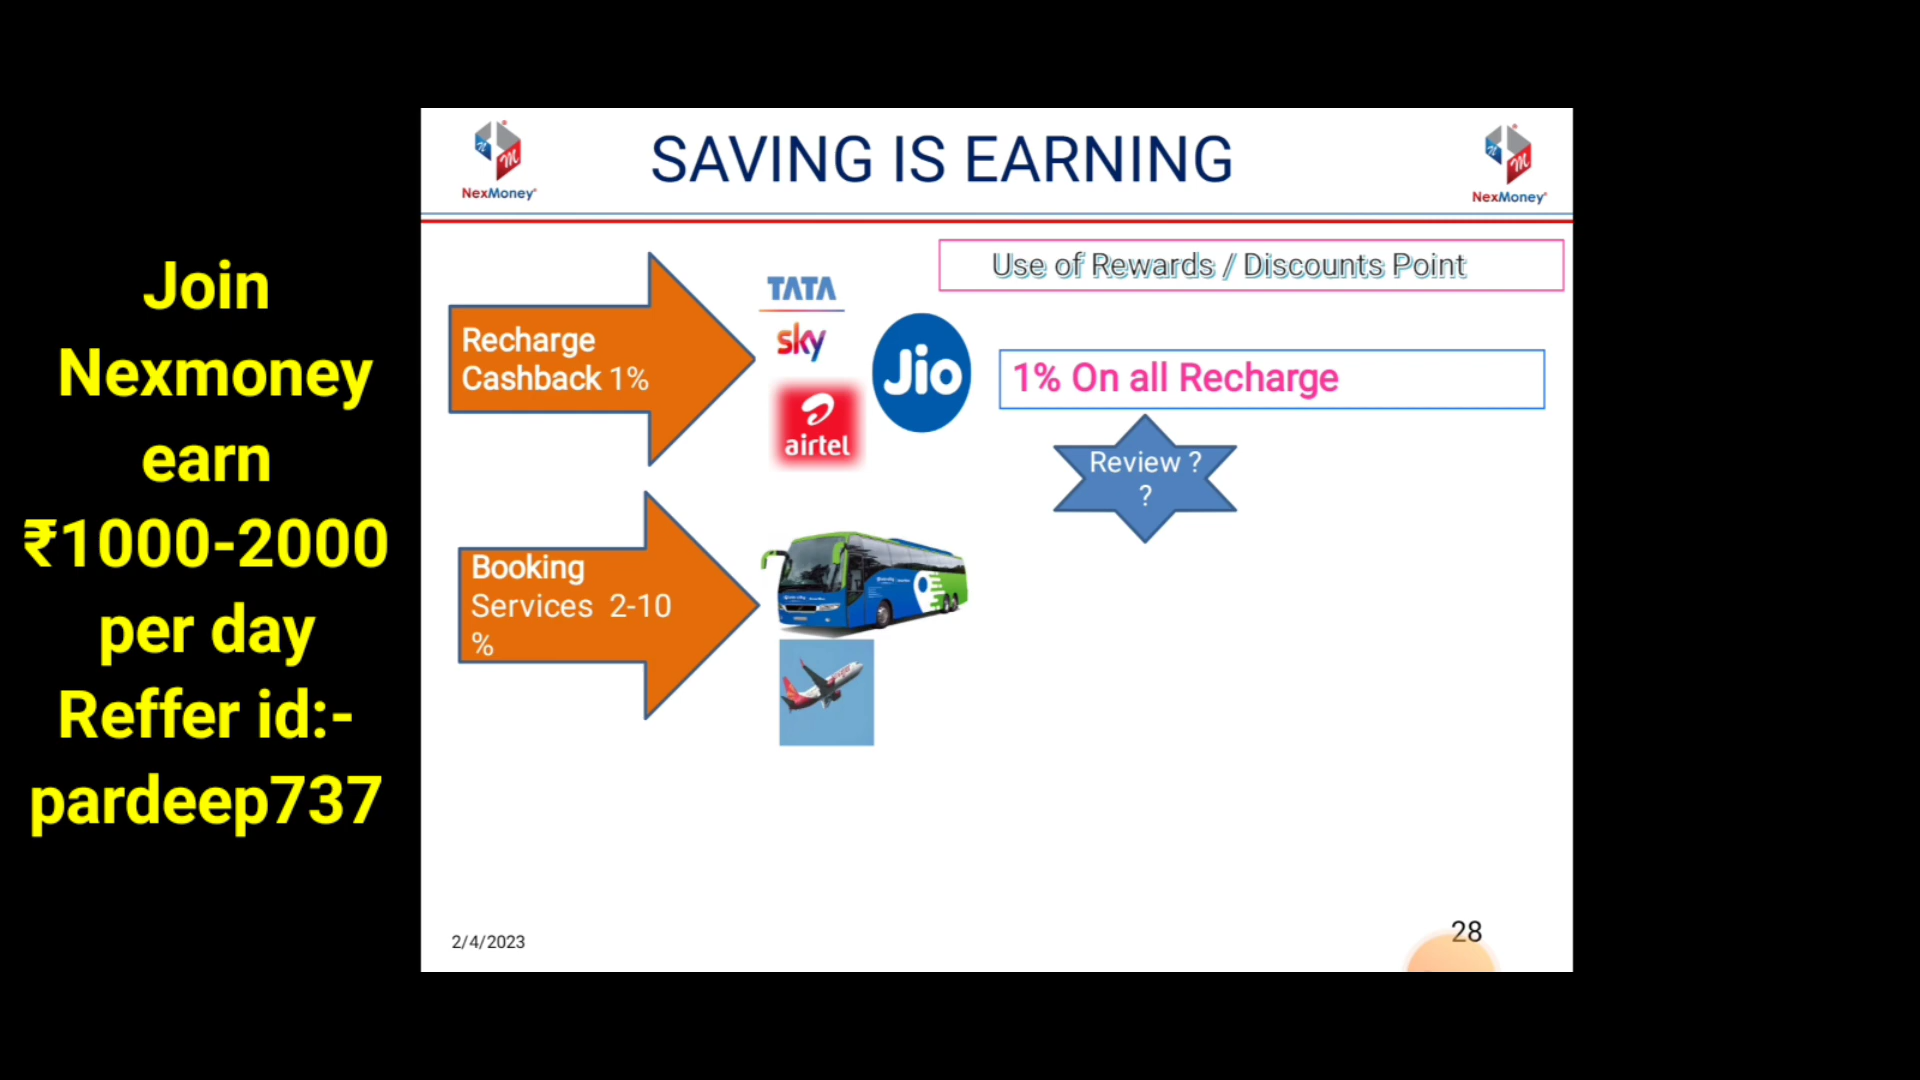 Join
Nexmoney
earn
₹1000-2000
per day
Reffer id:-
pardeep737
NexMoney
SAVING IS EARNING
NexMoney
Use of Rewards / Discounts Point
Recharge
Cashback 1%
TATA
sky
Jio
airtel
1% On all Recharge
Review ?
?
Booking
Services 2-10
%
2/4/2023
28